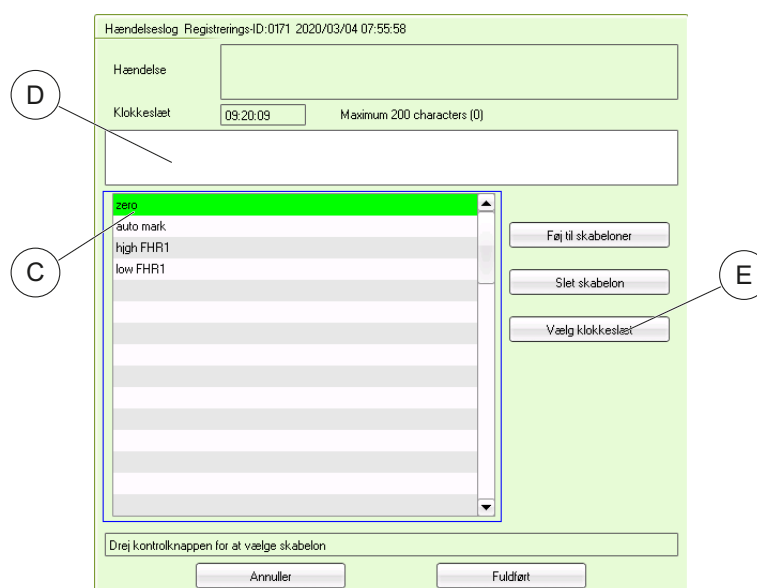 Hændelseslog Registrerings-ID:0171 2020/03/04 07:55:58
Hændelse
D
Klokkeslæt 09:20:09 Maximum 200 characters (0)
zero
auto mark
high FHR1
low FHR1
C
Føj til skabeloner
Slet skabelon
Vælg klokkeslæt
E
Drej kontrolknappen for at vælge skabelon
Annuller Fuldført